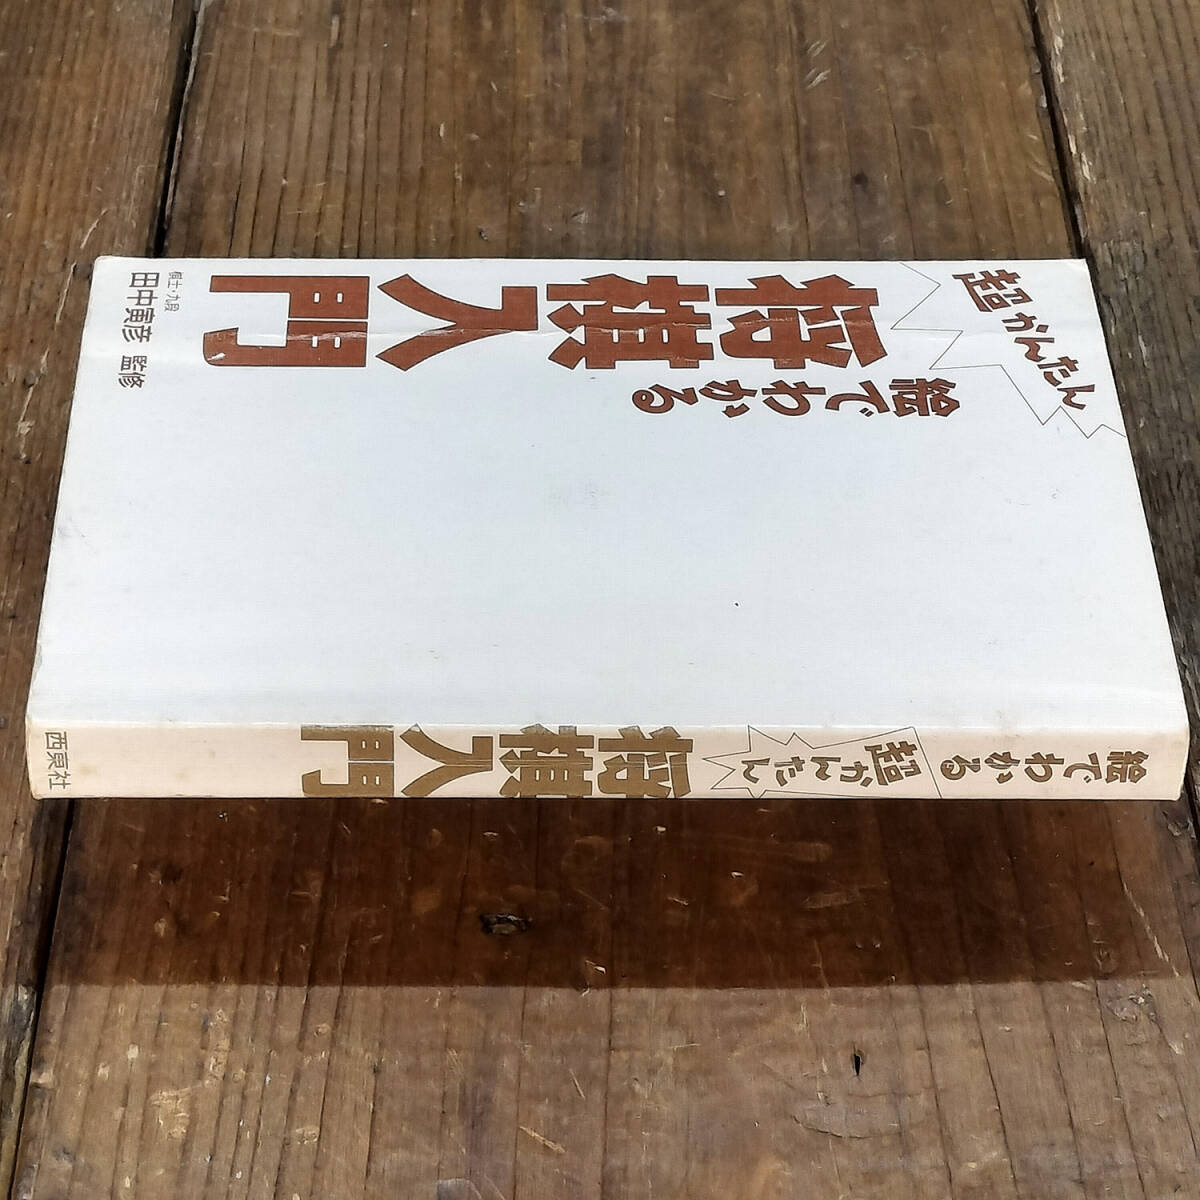 超かんたん
絵でわかる
将棋入門
棋士・九段
田中寅彦 監修
絵でわかる
超かんたん
将棋入門
西東社